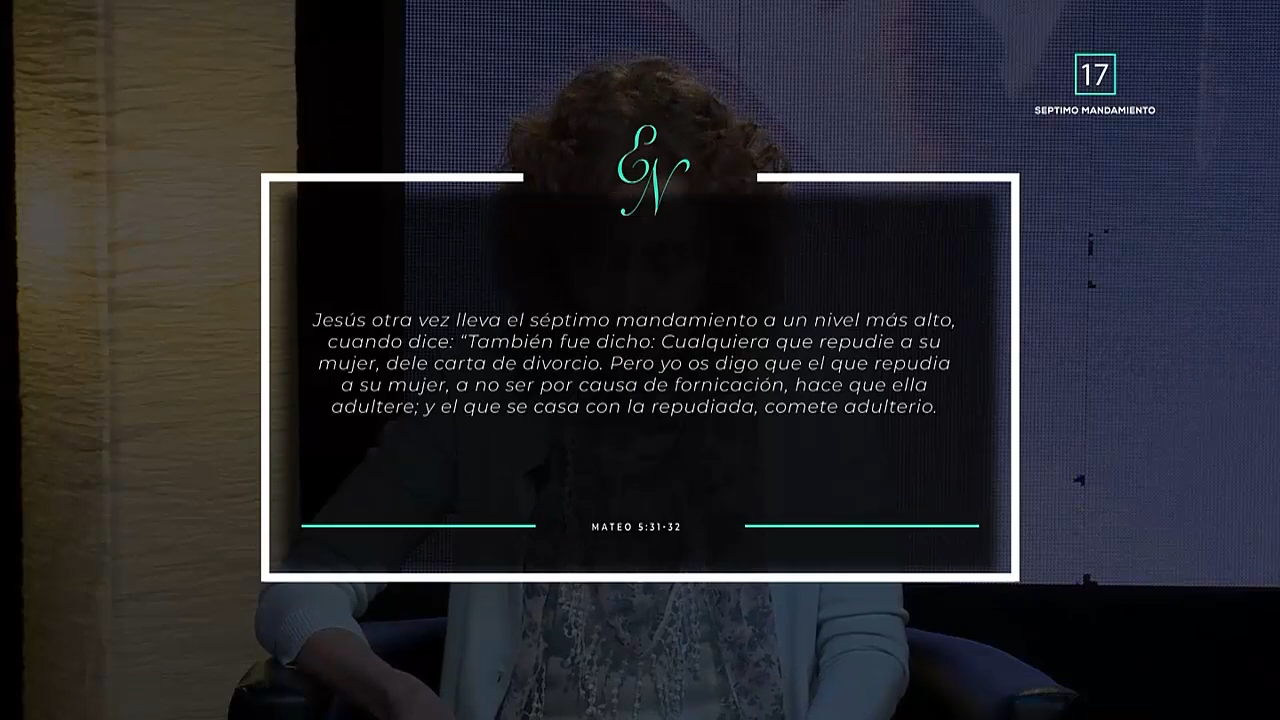 17
SEPTIMO MANDAMIENTO
EN
Jesús otra vez lleva el séptimo mandamiento a un nivel más alto,
cuando dice: “También fue dicho: Cualquiera que repudie a su
mujer, dele carta de divorcio. Pero yo os digo que el que repudia
a su mujer, a no ser por causa de fornicación, hace que ella
adultere; y el que se casa con la repudiada, comete adulterio.
MATEO 5:31-32